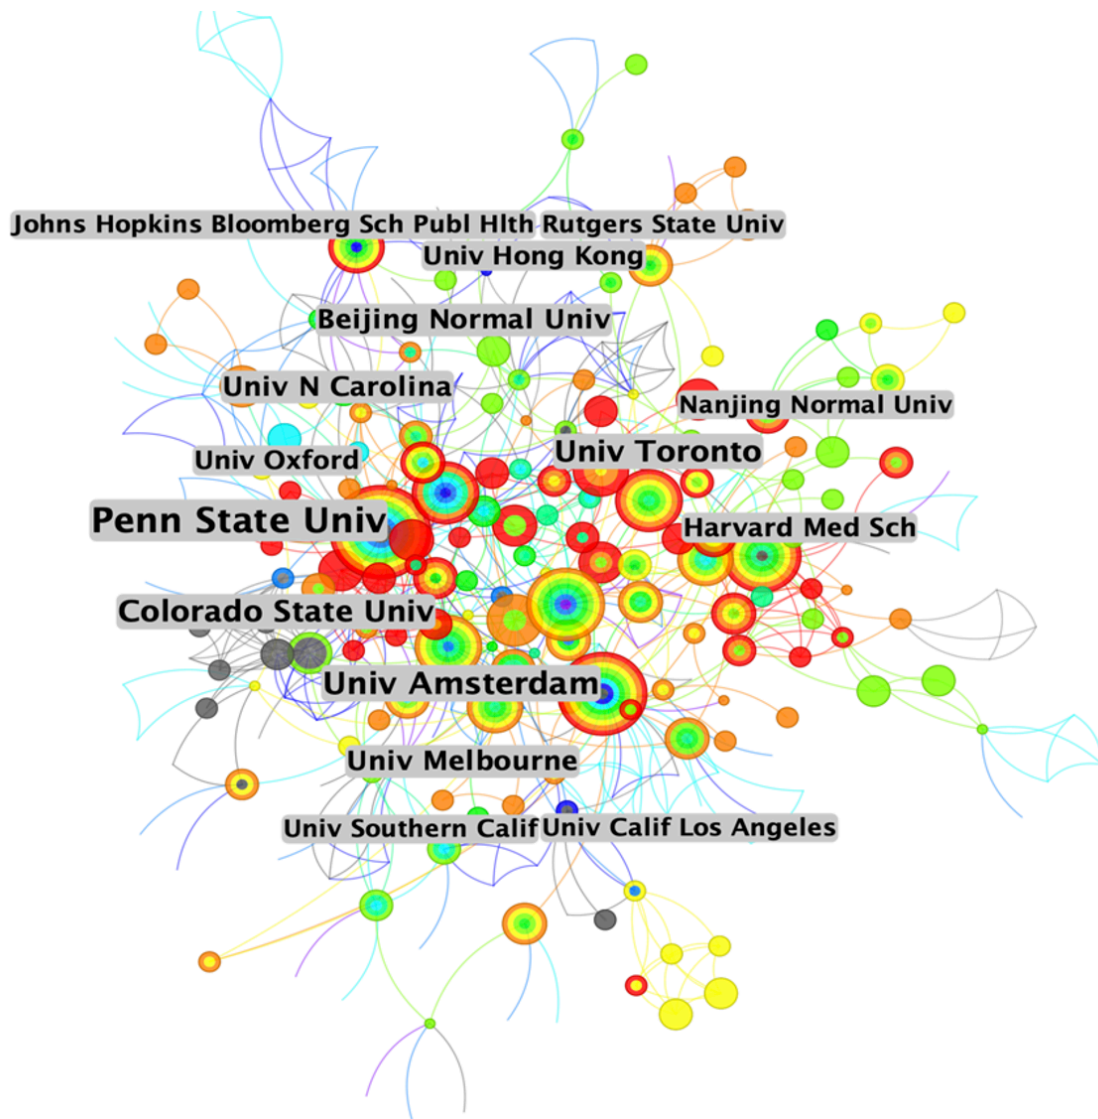 Johns Hopkins Bloomberg Sch Publ Hlth Rutgers State Univ
Univ Hong Kong
Beijing Normal Univ
Univ N Carolina
Nanjing Normal Univ
Univ Oxford
Univ Toronto
Penn State Univ
Harvard Med Sch
Colorado State Univ
Univ Amsterdam
Univ Melbourne
Univ Southern Calif Univ Calif Los Angeles